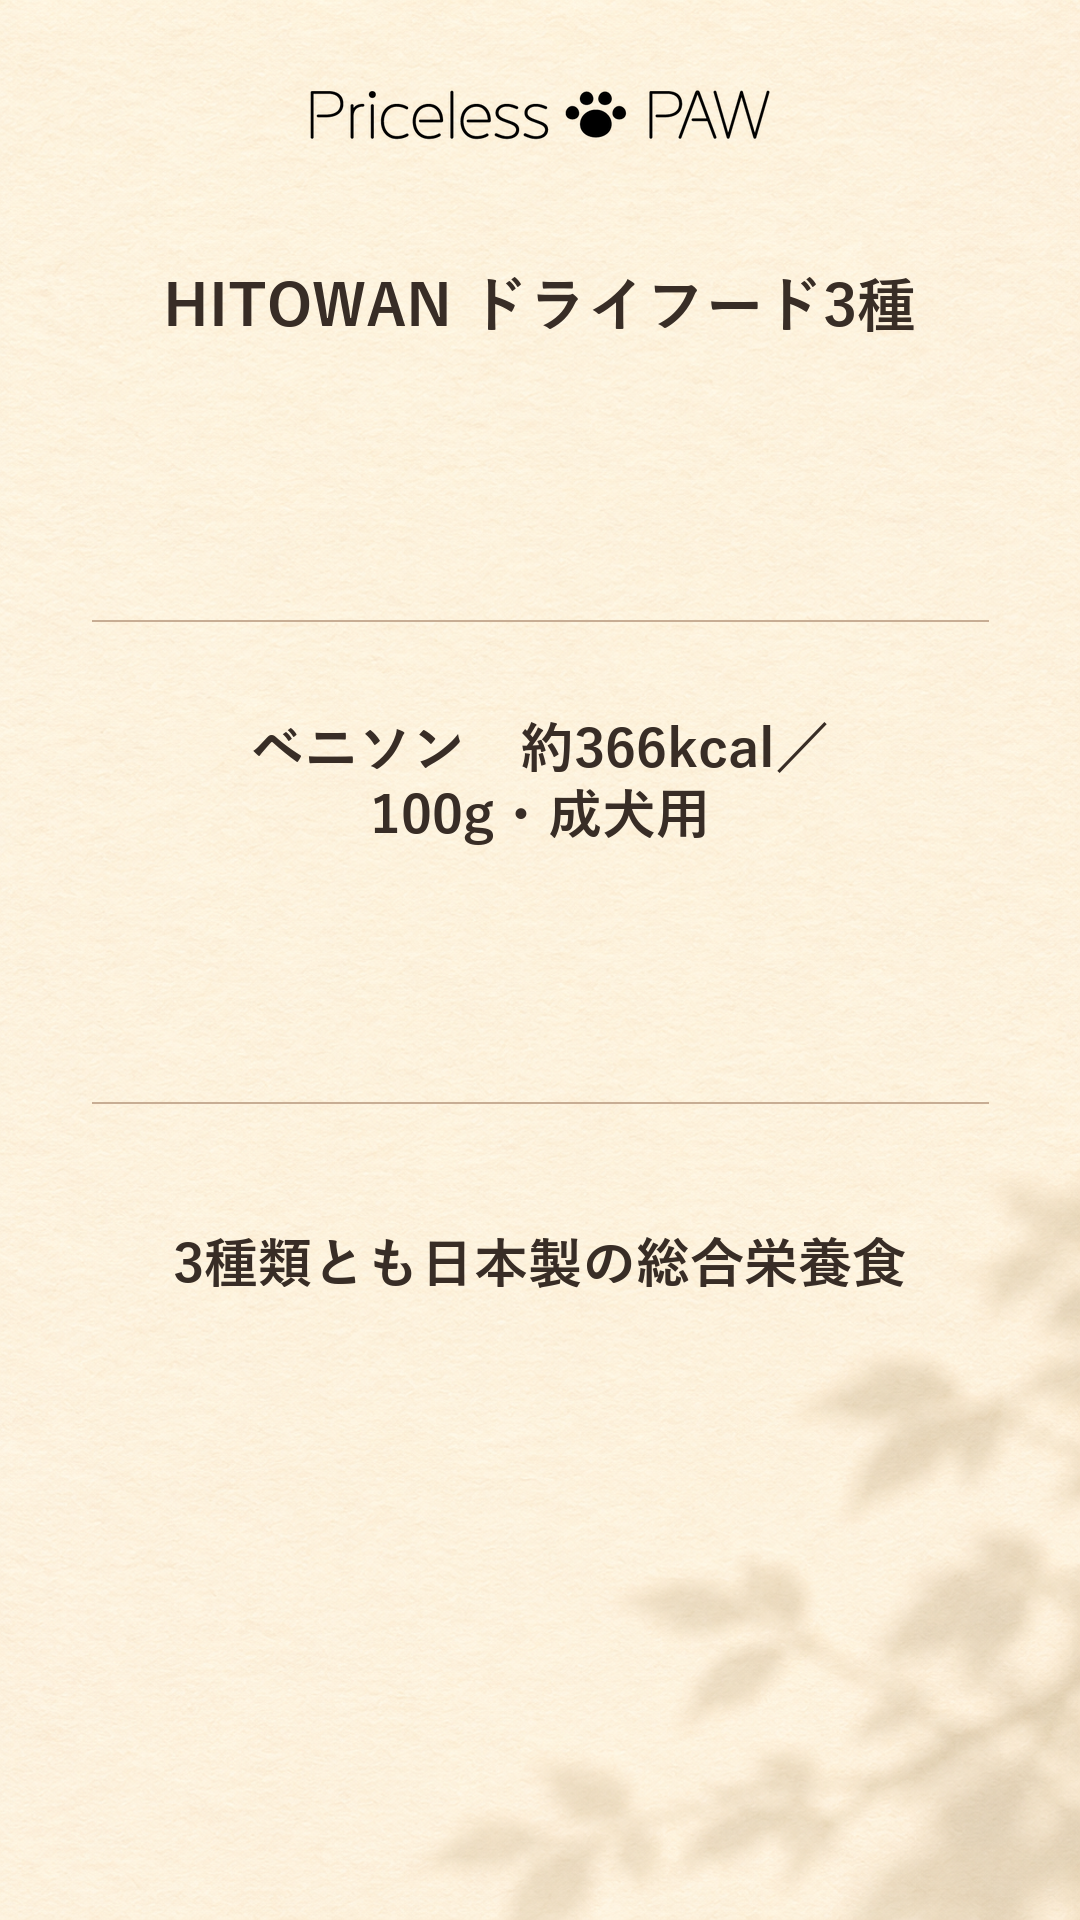 Priceless PAW
HITOWAN ドライフード3種
ベニソン　約366kcal／
100g・成犬用
3種類とも日本製の総合栄養食